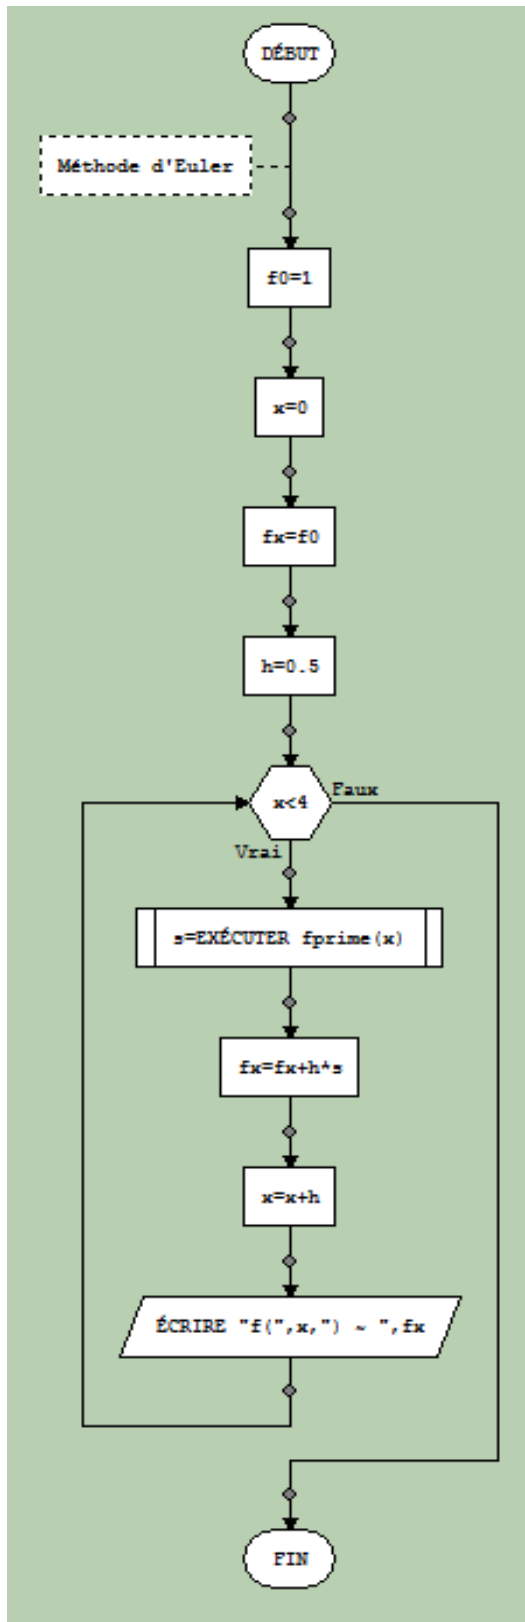 DÉBUT
Méthode d'Euler
f0=1
x=0
fx=f0
h=0.5
x<4
Faux
Vrai
s=EXÉCUTER fprime(x)
fx=fx+h*s
x=x+h
ÉCRIRE "f(",x,") ~ ",fx
FIN